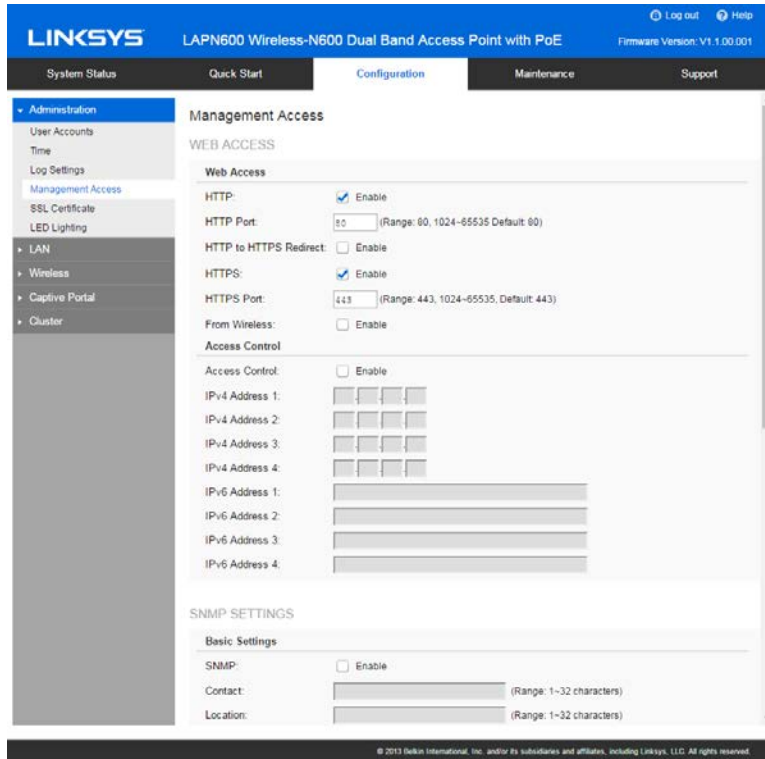 Log out Help
LINKSYS LAPN600 Wireless-N600 Dual Band Access Point with PoE Firmware Version: V1.1.00.001
System Status Quick Start Configuration Maintenance Support
Administration
User Accounts
Time
Log Settings
Management Access
SSL Certificate
LED Lighting
LAN
Wireless
Captive Portal
Cluster
Management Access
WEB ACCESS
Web Access
HTTP: Enable
HTTP Port: 80 (Range: 80, 1024~65535 Default: 80)
HTTP to HTTPS Redirect: Enable
HTTPS: Enable
HTTPS Port: 443 (Range: 443, 1024~65535, Default: 443)
From Wireless: Enable
Access Control
Access Control: Enable
IPv4 Address 1:
IPv4 Address 2:
IPv4 Address 3:
IPv4 Address 4:
IPv6 Address 1:
IPv6 Address 2:
IPv6 Address 3:
IPv6 Address 4:
SNMP SETTINGS
Basic Settings
SNMP: Enable
Contact: (Range: 1~32 characters)
Location: (Range: 1~32 characters)
© 2013 Belkin International, Inc. and/or its subsidiaries and affiliates, including Linksys, LLC. All rights reserved.